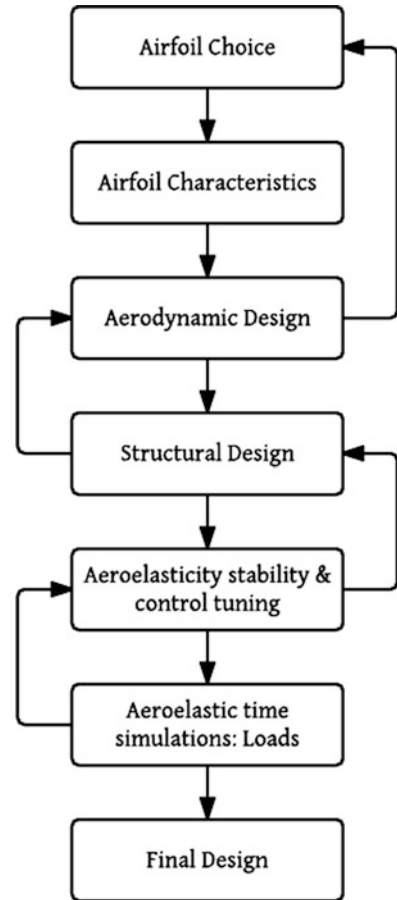 Airfoil Choice
Airfoil Characteristics
Aerodynamic Design
Structural Design
Aeroelasticity stability &
control tuning
Aeroelastic time
simulations: Loads
Final Design